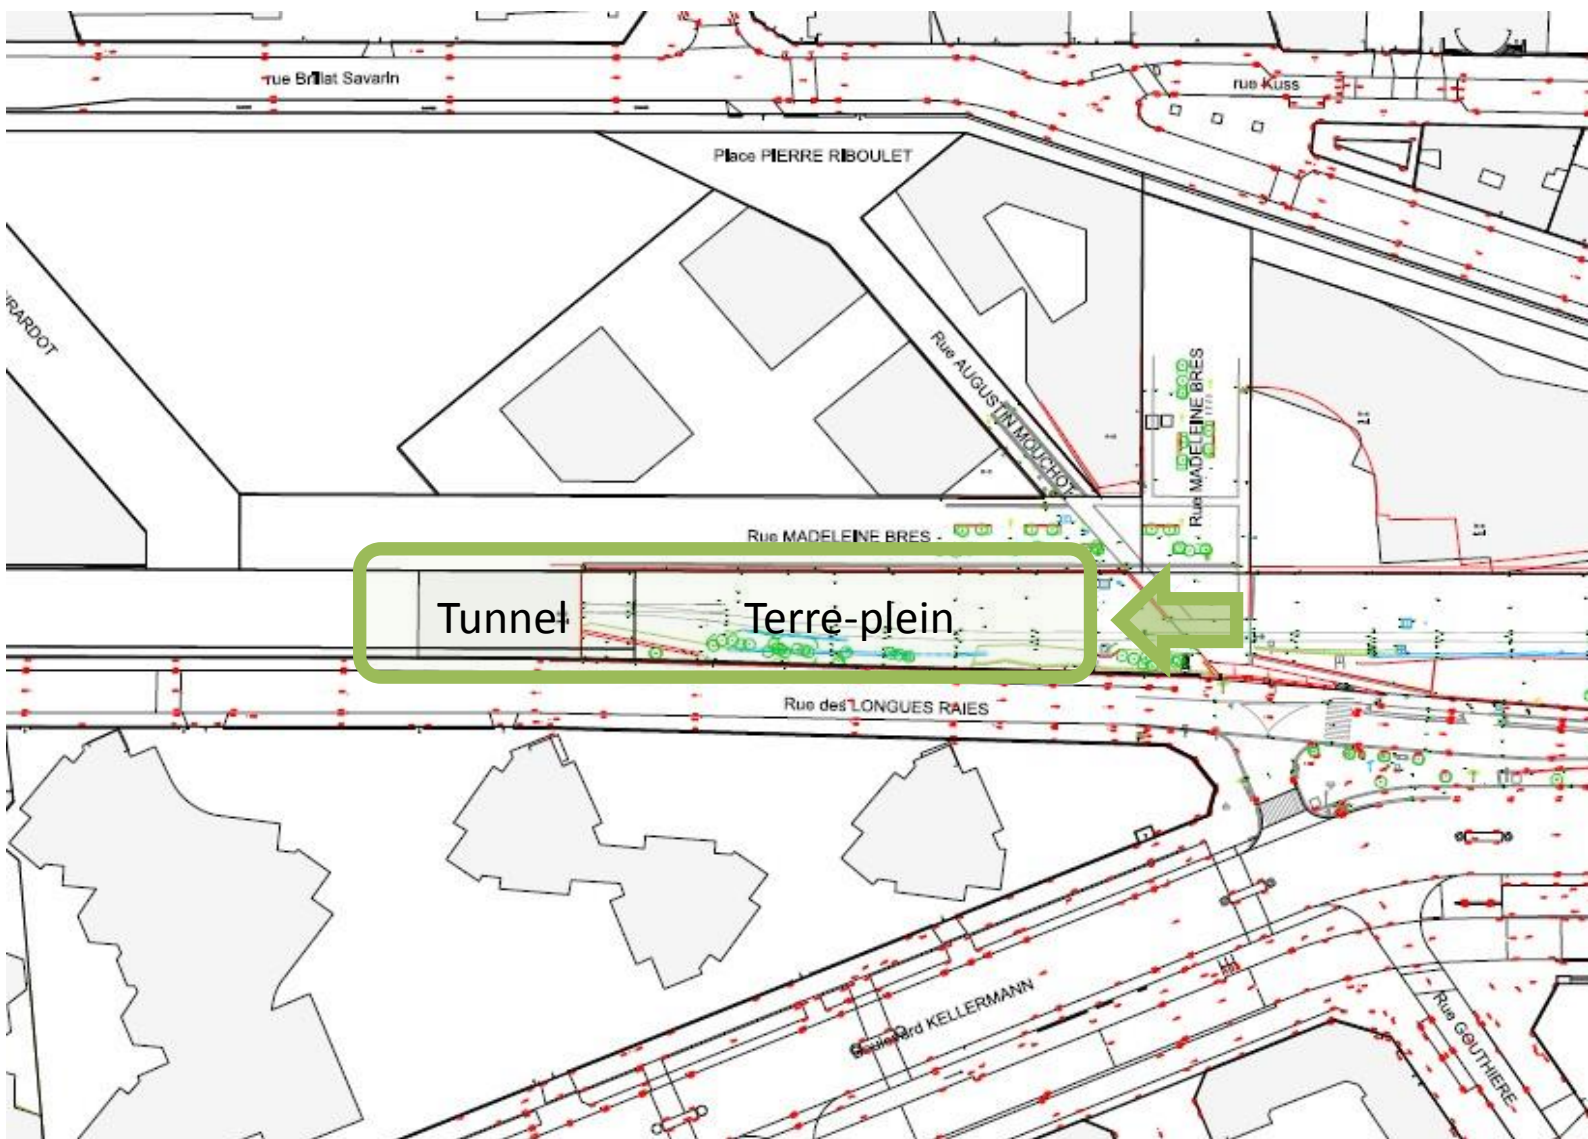 rue Brillat Savarin
rue Kuss
Place PIERRE RIBOULET
RARDOT
Rue AUGUSTIN MOUCHOT
Rue MADELEINE BRES
Rue MADELEINE BRES
Tunnel
Terre-plein
Rue des LONGUES RAIES
Boulevard KELLERMANN
Rue GOUTHIERE